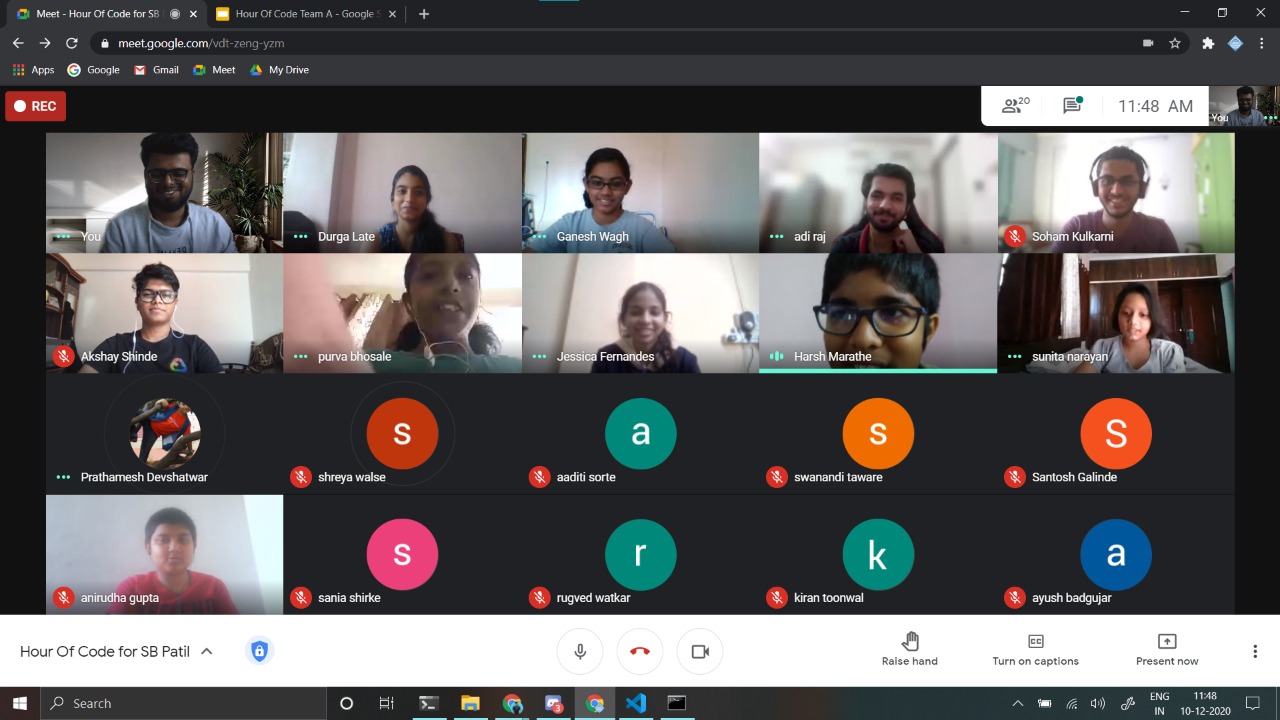 Meet - Hour Of Code for SB
Hour Of Code Team A - Google S
meet.google.com/vdt-zeng-yzm
Apps
Google
Gmail
Meet
My Drive
REC
20
11:48 AM
You
You
Durga Late
Ganesh Wagh
adi raj
Soham Kulkarni
Akshay Shinde
purva bhosale
Jessica Fernandes
Harsh Marathe
sunita narayan
s
a
s
S
Prathamesh Devshatwar
shreya walse
aaditi sorte
swanandi taware
Santosh Galinde
s
r
k
a
anirudha gupta
sania shirke
rugved watkar
kiran toonwal
ayush badgujar
Hour Of Code for SB Patil
Raise hand
Turn on captions
Present now
Search
3
ENG
IN
11:48
10-12-2020